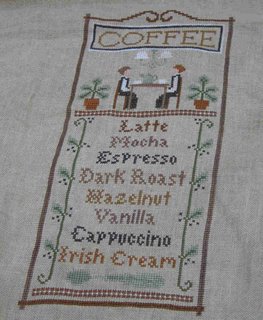 COFFEE
Latte
Mocha
Espresso
Dark Roast
Hazelnut
Vanilla
Cappuccino
Irish Cream